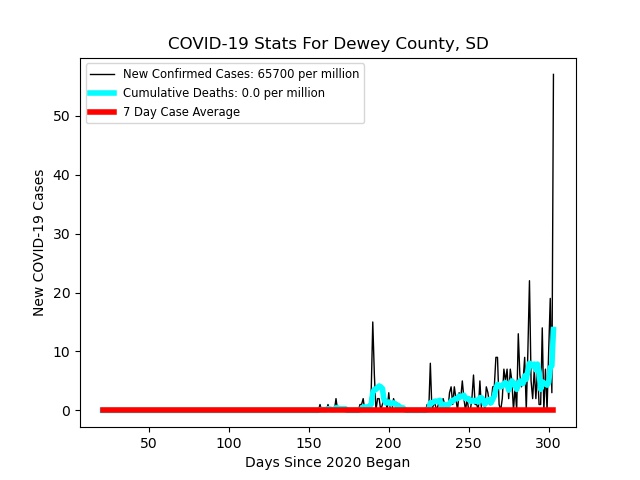 COVID-19 Stats For Dewey County, SD
New Confirmed Cases: 65700 per million
Cumulative Deaths: 0.0 per million
7 Day Case Average
New COVID-19 Cases
50
40
30
20
10
0
50 100 150 200 250 300
Days Since 2020 Began